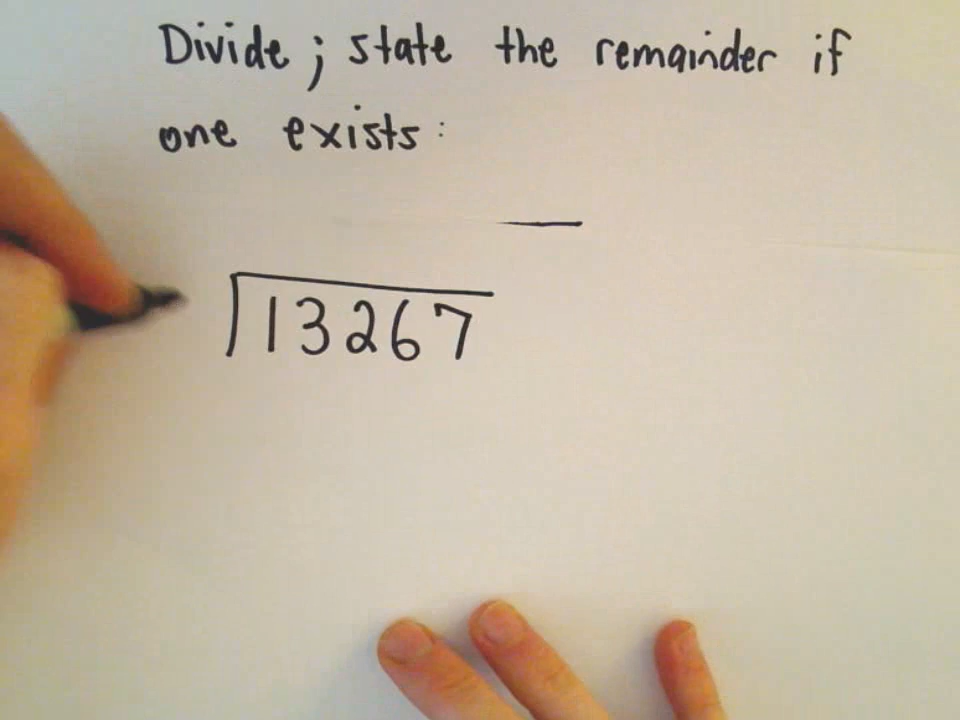 Divide; state the remainder if
one exists:
13267